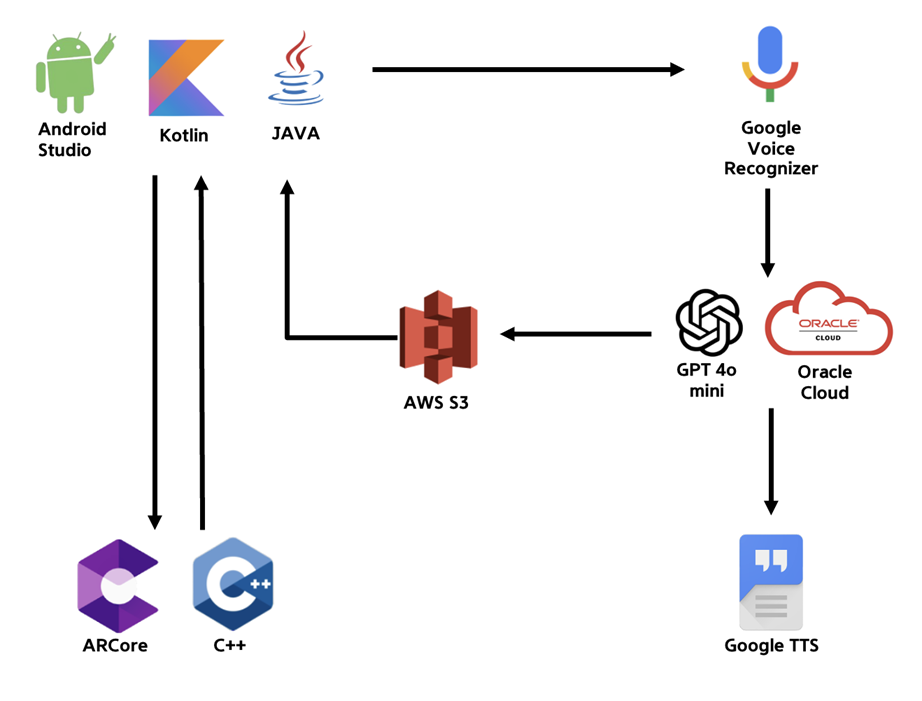 Android
Studio
Kotlin
JAVA
Google
Voice
Recognizer
GPT 4o
mini
ORACLE
CLOUD
Oracle
Cloud
AWS S3
++
ARCore
C++
Google TTS